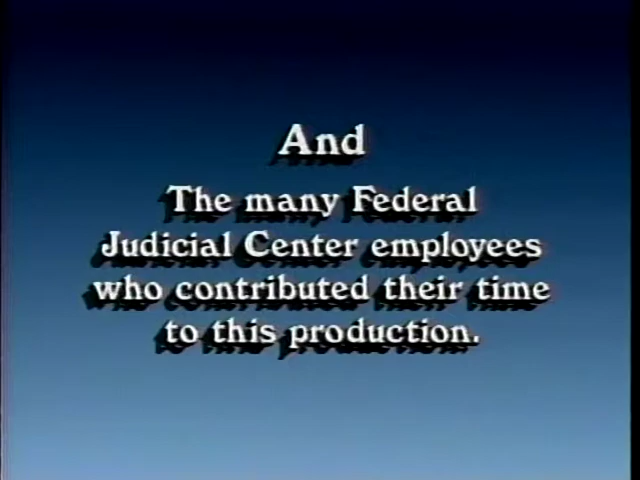 And
The many Federal
Judicial Center employees
who contributed their time
to this production.